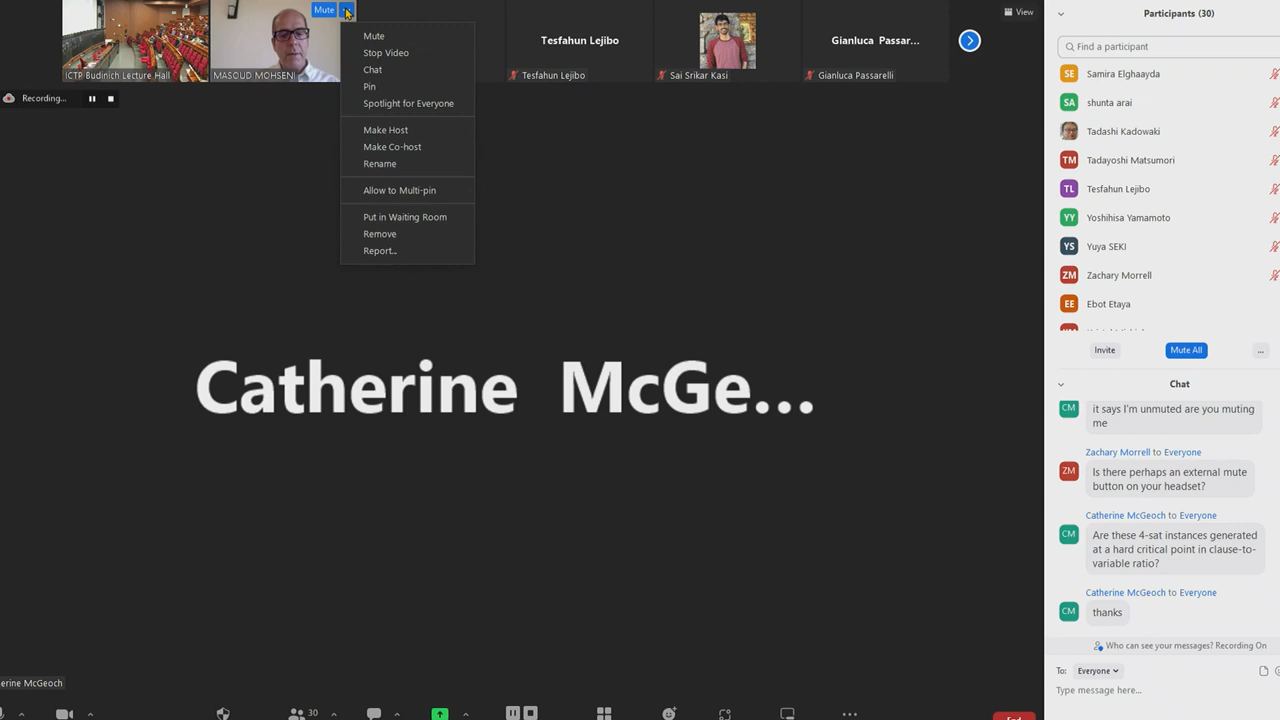 Mute
View
Participants (30)
Find a participant
ICTP Budinich Lecture Hall
MASOUD MOHSENI
Tesfahun Lejibo
Tesfahun Lejibo
Sai Srikar Kasi
Gianluca Passar...
Gianluca Passarelli
Recording...
Mute
Stop Video
Chat
Pin
Spotlight for Everyone
Make Host
Make Co-host
Rename
Allow to Multi-pin
Put in Waiting Room
Remove
Report...
Catherine McGe...
erine McGeoch
30
End
SE Samira Elghaayda
SA shunta arai
Tadashi Kadowaki
TM Tadayoshi Matsumori
TL Tesfahun Lejibo
YY Yoshihisa Yamamoto
YS Yuya SEKI
ZM Zachary Morrell
EE Ebot Etaya
Invite
Mute All
...
Chat
CM it says I'm unmuted are you muting
me
Zachary Morrell to Everyone
ZM Is there perhaps an external mute
button on your headset?
Catherine McGeoch to Everyone
CM Are these 4-sat instances generated
at a hard critical point in clause-to-
variable ratio?
Catherine McGeoch to Everyone
CM thanks
Who can see your messages? Recording On
To: Everyone
Type message here...